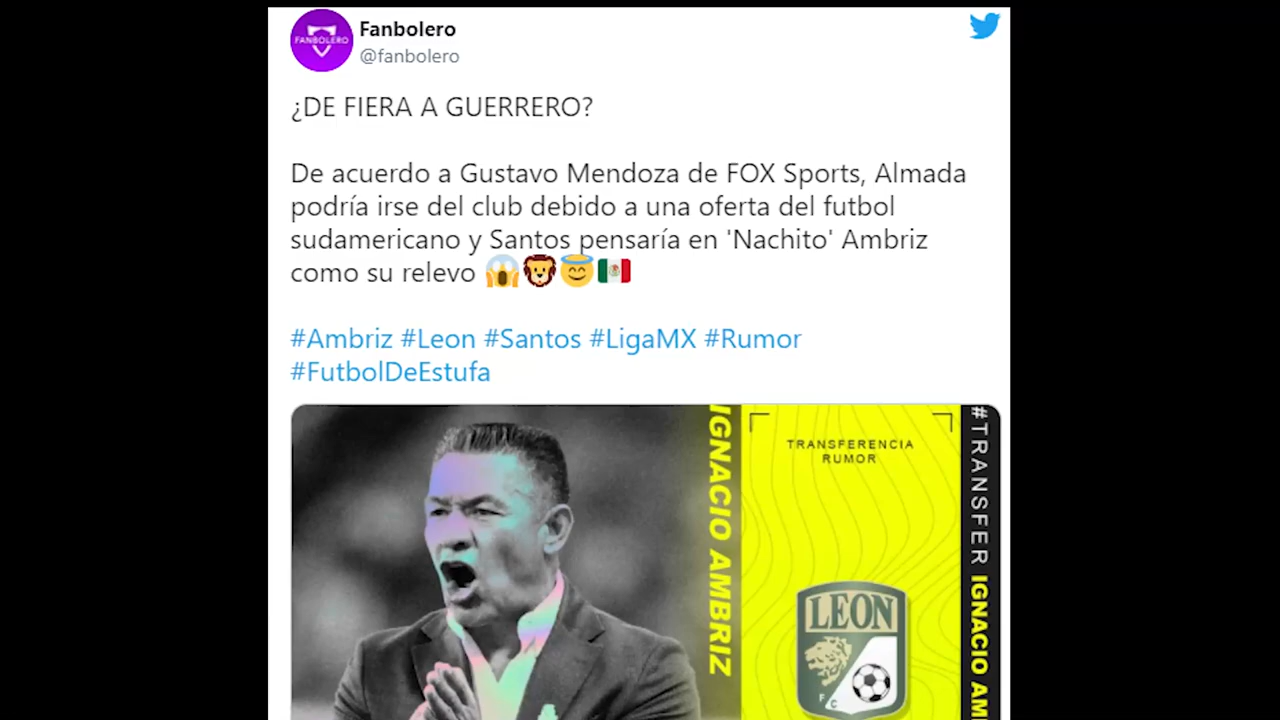 FANBOLERO
Fanbolero
@fanbolero
¿DE FIERA A GUERRERO?
De acuerdo a Gustavo Mendoza de FOX Sports, Almada
podría irse del club debido a una oferta del futbol
sudamericano y Santos pensaría en 'Nachito' Ambriz
como su relevo 😱🦁😇🇲🇽
#Ambriz #Leon #Santos #LigaMX #Rumor
#FutbolDeEstufa
IGNACIO AMBRIZ
TRANSFERENCIA
RUMOR
LEON
F C
#TRANSFER IGNACIO AM